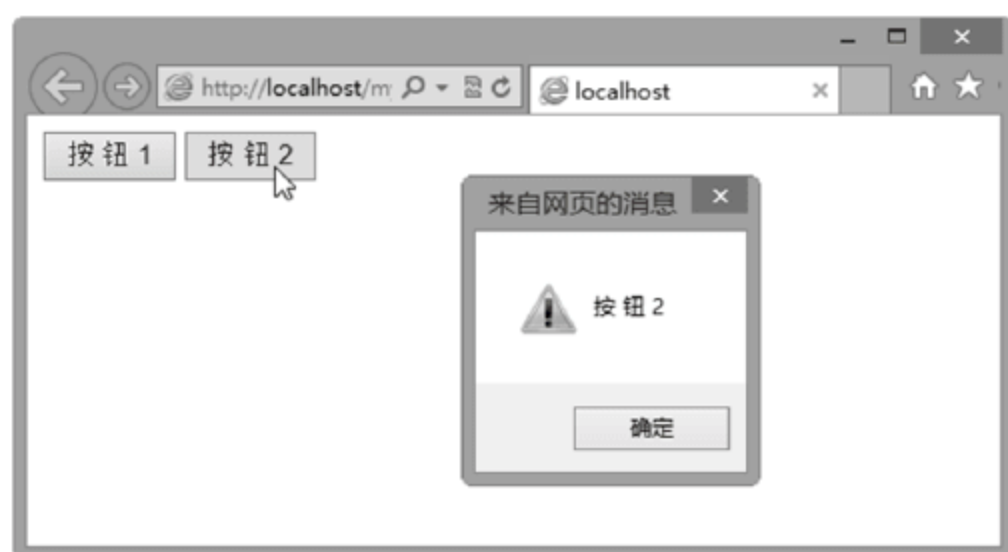 http://localhost/m
localhost
按 钮 1
按 钮 2
来自网页的消息
按 钮 2
确定